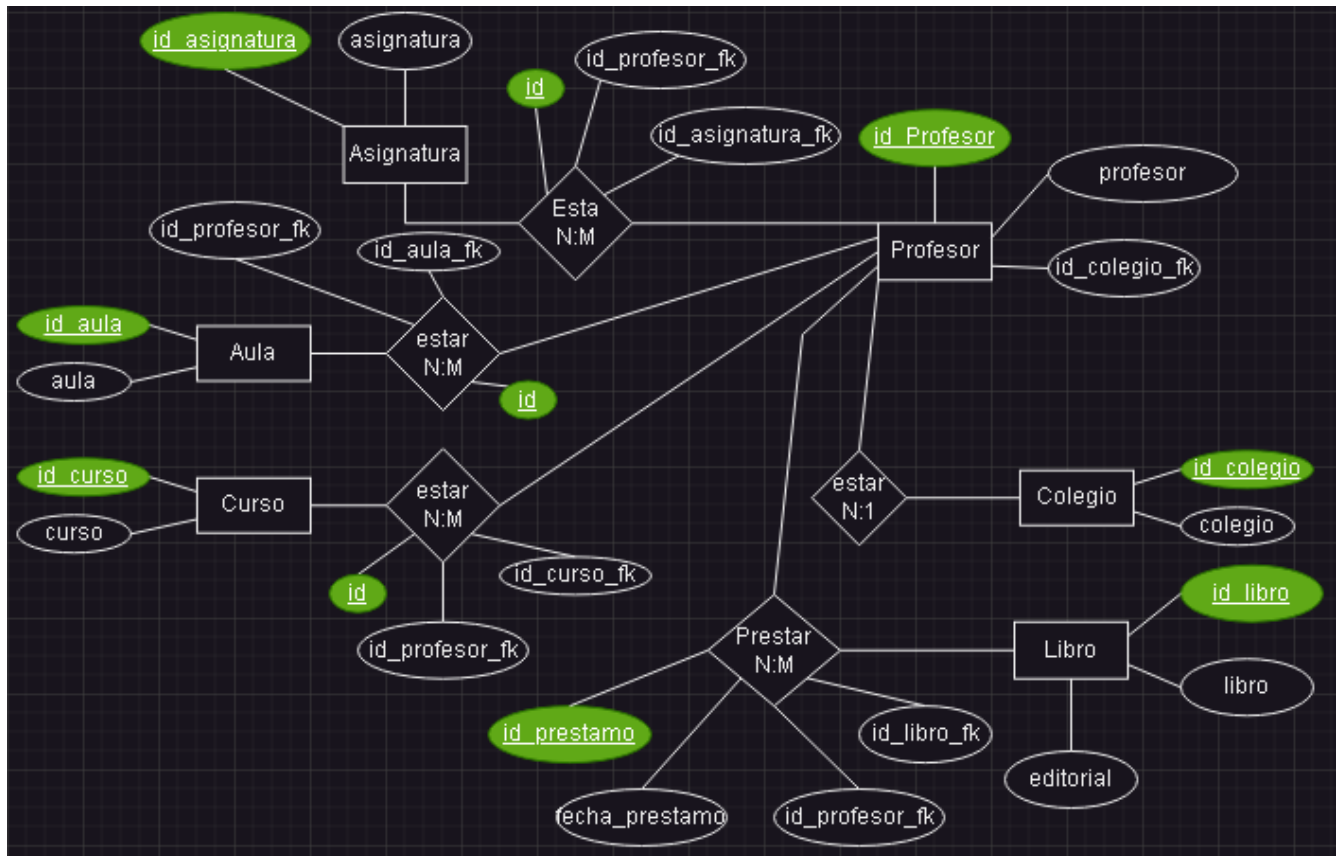 id_asignatura
asignatura
id_profesor_fk
id
id_asignatura_fk
id_Profesor
Asignatura
profesor
Esta
N:M
id_profesor_fk
id_aula_fk
Profesor
id_colegio_fk
id_aula
Aula
estar
N:M
aula
id
id_curso
Curso
estar
N:M
curso
estar
N:1
Colegio
id_colegio
colegio
id
id_curso_fk
id_profesor_fk
id_libro
Prestar
N:M
Libro
libro
id_prestamo
id_libro_fk
editorial
fecha_prestamo
id_profesor_fk